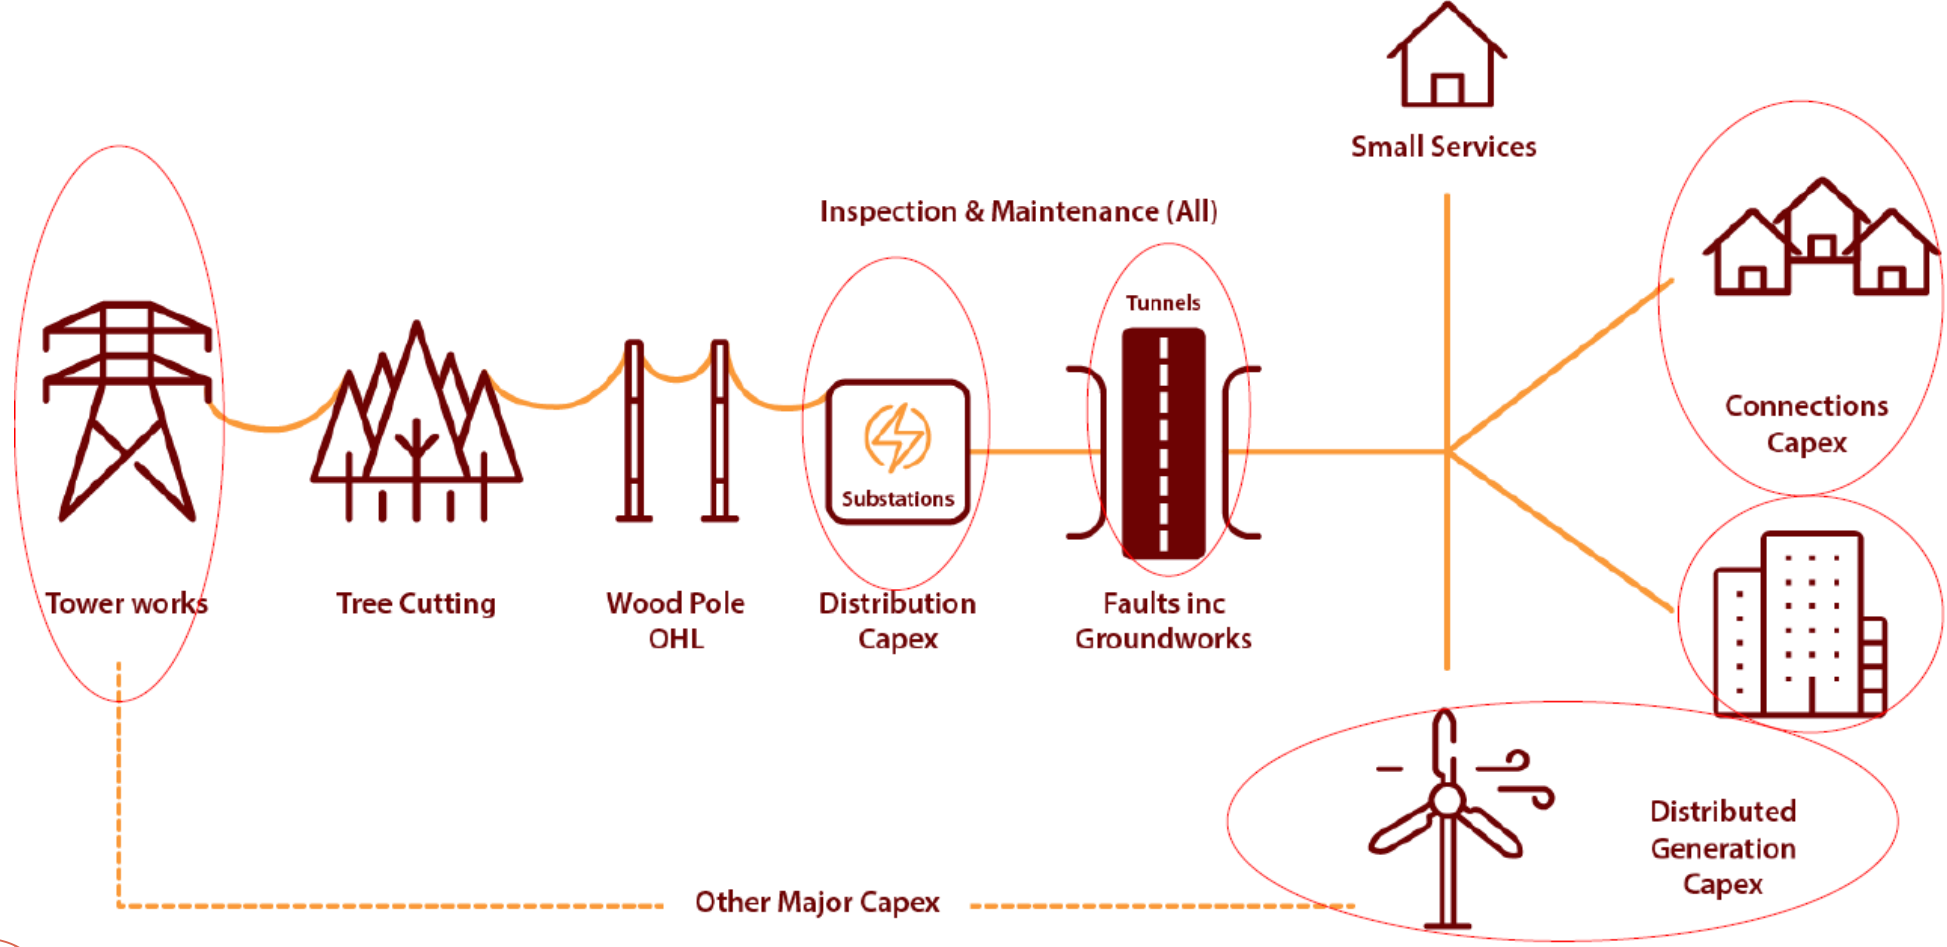 Small Services
Inspection & Maintenance (All)
Tunnels
Substations
Connections
Capex
Tower works
Tree Cutting
Wood Pole
OHL
Distribution
Capex
Faults inc
Groundworks
Distributed
Generation
Capex
Other Major Capex